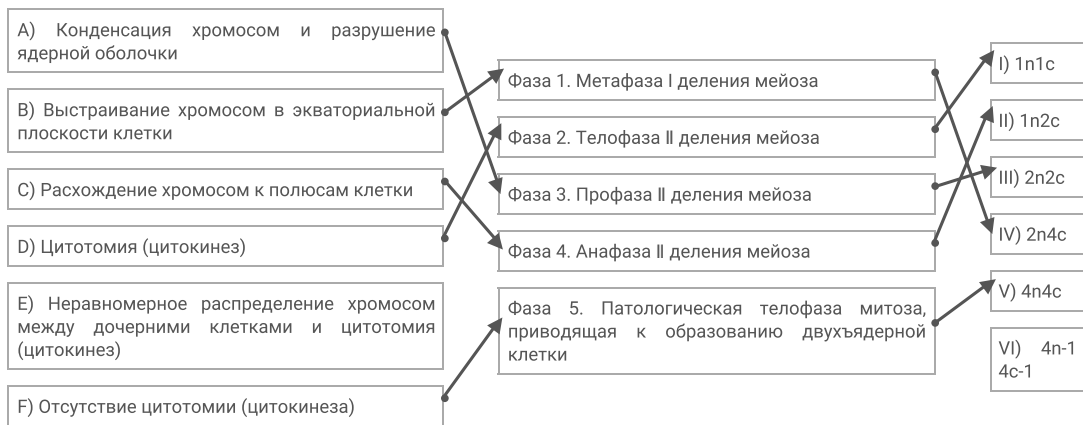 A) Конденсация хромосом и разрушение
ядерной оболочки
B) Выстраивание хромосом в экваториальной
плоскости клетки
C) Расхождение хромосом к полюсам клетки
D) Цитотомия (цитокинез)
E) Неравномерное распределение хромосом
между дочерними клетками и цитотомия
(цитокинез)
F) Отсутствие цитотомии (цитокинеза)
Фаза 1. Метафаза I деления мейоза
Фаза 2. Телофаза II деления мейоза
Фаза 3. Профаза II деления мейоза
Фаза 4. Анафаза II деления мейоза
Фаза 5. Патологическая телофаза митоза,
приводящая к образованию двухъядерной
клетки
I) 1n1c
II) 1n2c
III) 2n2c
IV) 2n4c
V) 4n4c
VI) 4n-1
4c-1